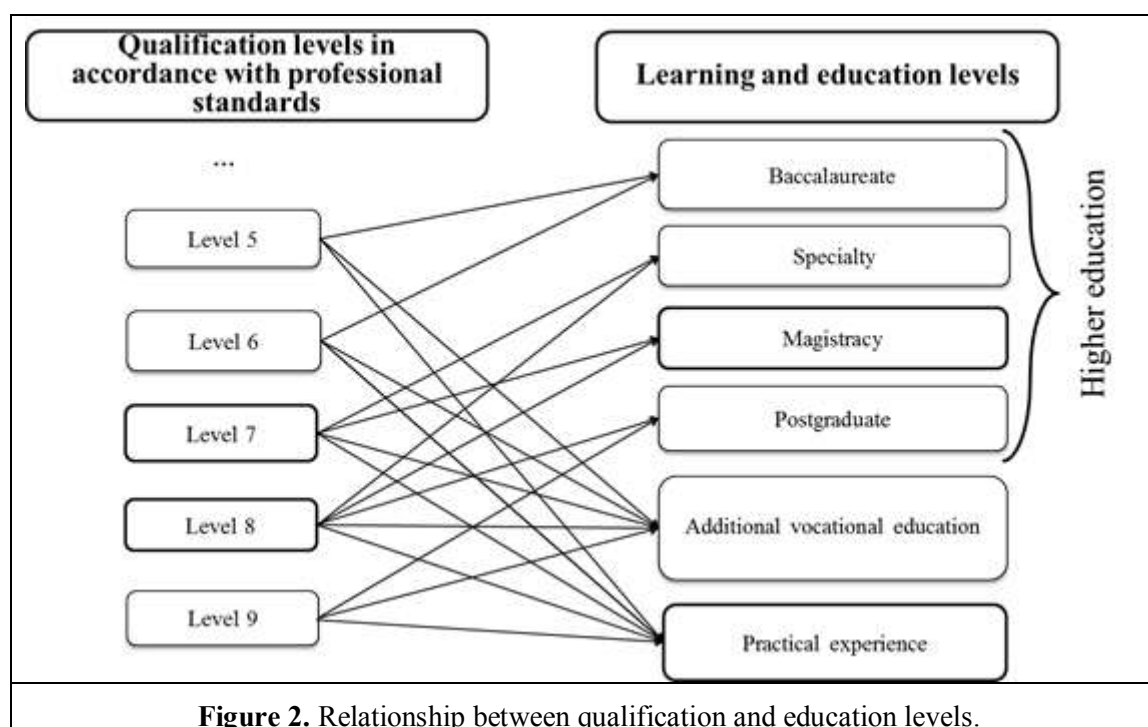 Qualification levels in
accordance with professional
standards
Learning and education levels
...
Level 5
Level 6
Level 7
Level 8
Level 9
Baccalaureate
Specialty
Magistracy
Postgraduate
Additional vocational education
Practical experience
Higher education
Figure 2. Relationship between qualification and education levels.